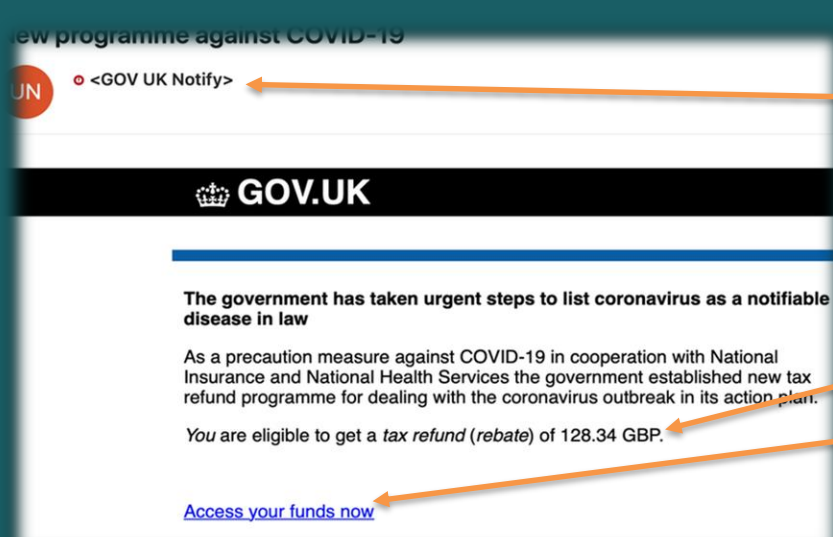 new programme against COVID-19
UN
<GOV UK Notify>
GOV.UK
The government has taken urgent steps to list coronavirus as a notifiable
disease in law
As a precaution measure against COVID-19 in cooperation with National
Insurance and National Health Services the government established new tax
refund programme for dealing with the coronavirus outbreak in its action plan.
You are eligible to get a tax refund (rebate) of 128.34 GBP.
Access your funds now